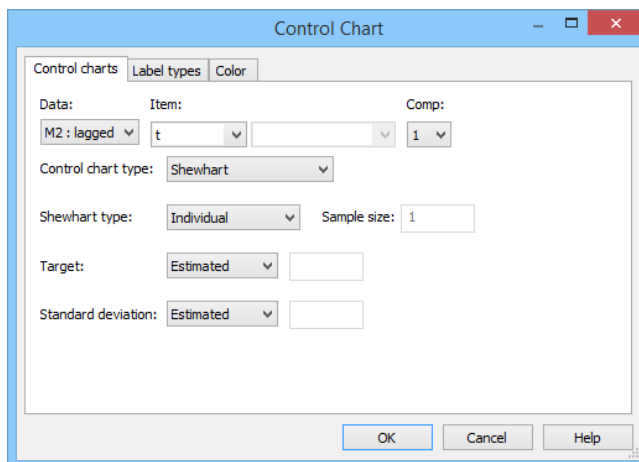 Control Chart
Control charts Label types Color
Data: Item: Comp:
M2 : lagged t 1
Control chart type: Shewhart
Shewhart type: Individual Sample size: 1
Target: Estimated
Standard deviation: Estimated
OK Cancel Help